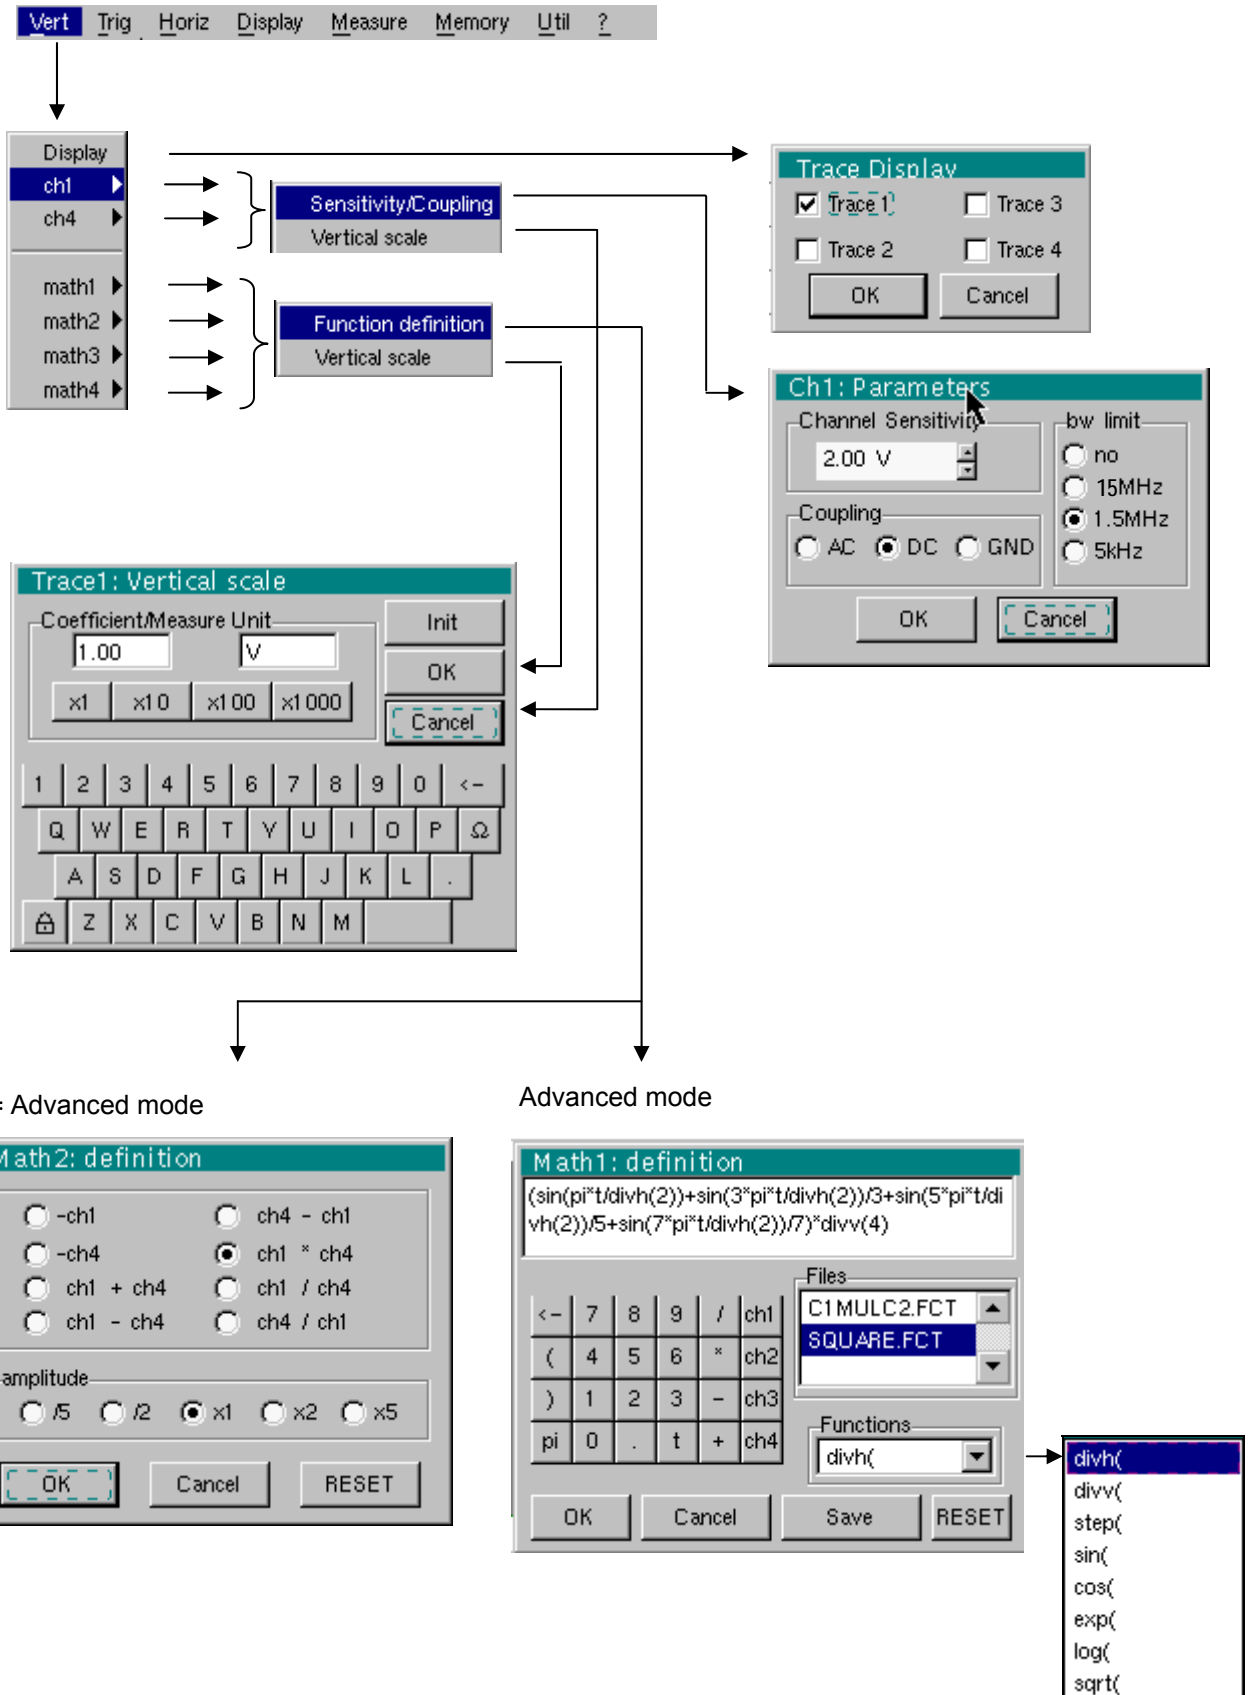 Vert Trig Horiz Display Measure Memory Util ?
Display
ch1
ch4
math1
math2
math3
math4
Sensitivity/Coupling
Vertical scale
Function definition
Vertical scale
Trace Display
Trace 1 Trace 3
Trace 2 Trace 4
OK Cancel
Ch1: Parameters
Channel Sensitivity
2.00 V
Coupling
AC DC GND
bw limit
no
15MHz
1.5MHz
5kHz
OK Cancel
Trace1: Vertical scale
Coefficient/Measure Unit
1.00 V
x1 x10 x100 x1000
Init
OK
Cancel
1 2 3 4 5 6 7 8 9 0 <-
Q W E R T Y U I O P Ω
A S D F G H J K L .
Z X C V B N M
= Advanced mode
Math2: definition
-ch1 ch4 - ch1
-ch4 ch1 * ch4
ch1 + ch4 ch1 / ch4
ch1 - ch4 ch4 / ch1
amplitude
/5 /2 x1 x2 x5
OK Cancel RESET
Advanced mode
Math1: definition
(sin(pi*t/divh(2))+sin(3*pi*t/divh(2))/3+sin(5*pi*t/di
vh(2))/5+sin(7*pi*t/divh(2))/7)*divv(4)
<- 7 8 9 / ch1
( 4 5 6 * ch2
) 1 2 3 - ch3
pi 0 . t + ch4
Files
C1MULC2.FCT
SQUARE.FCT
Functions
divh(
OK Cancel Save RESET
divh(
divv(
step(
sin(
cos(
exp(
log(
sqrt(